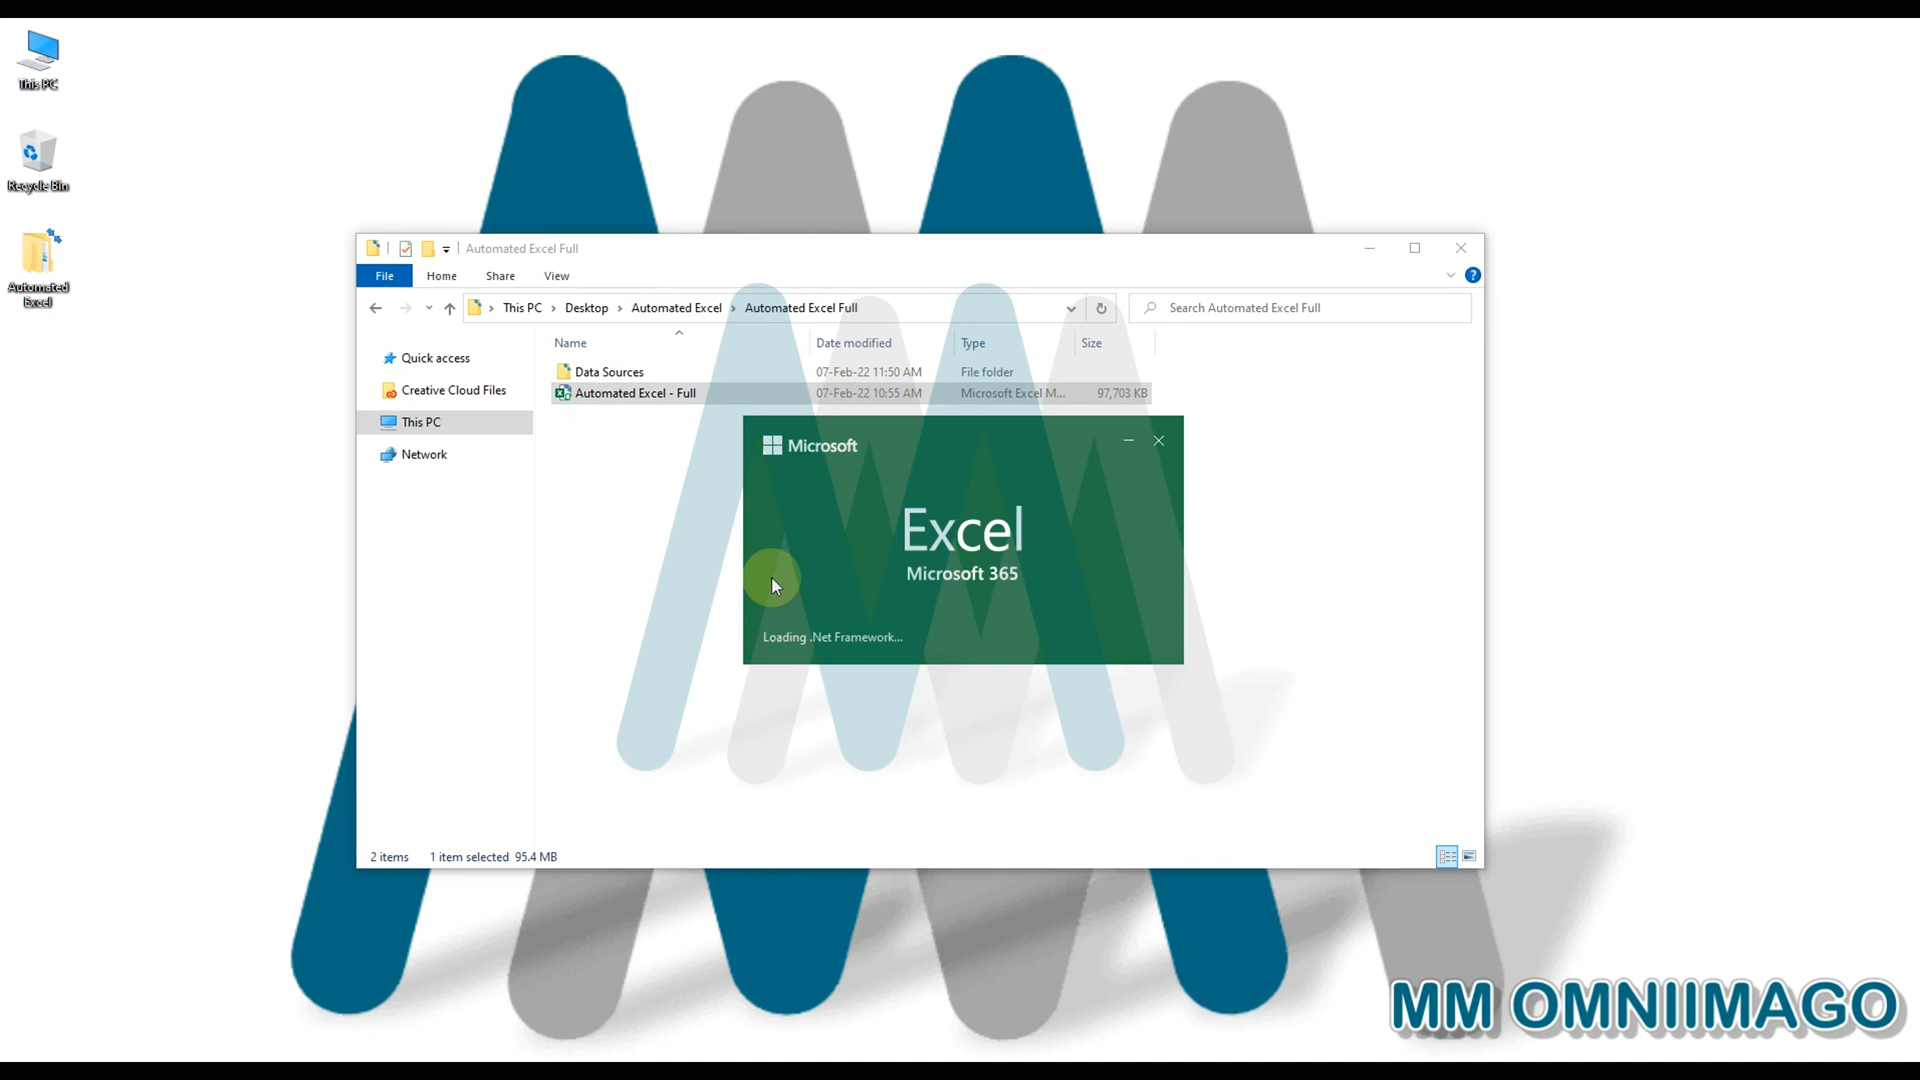 This PC
Recycle Bin
Automated
Excel
Automated Excel Full
File
Home
Share
View
This PC
Desktop
Automated Excel
Automated Excel Full
Search Automated Excel Full
Quick access
Creative Cloud Files
This PC
Network
Name
Date modified
Type
Size
Data Sources
07-Feb-22 11:50 AM
File folder
Automated Excel - Full
07-Feb-22 10:55 AM
Microsoft Excel M...
97,703 KB
Microsoft
Excel
Microsoft 365
Loading .Net Framework...
2 items
1 item selected 95.4 MB
MM OMNIIMAGO